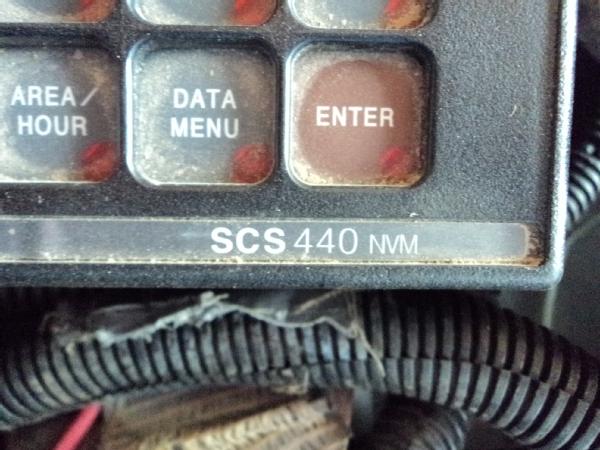 AREA/
HOUR
DATA
MENU
ENTER
SCS 440 NVM